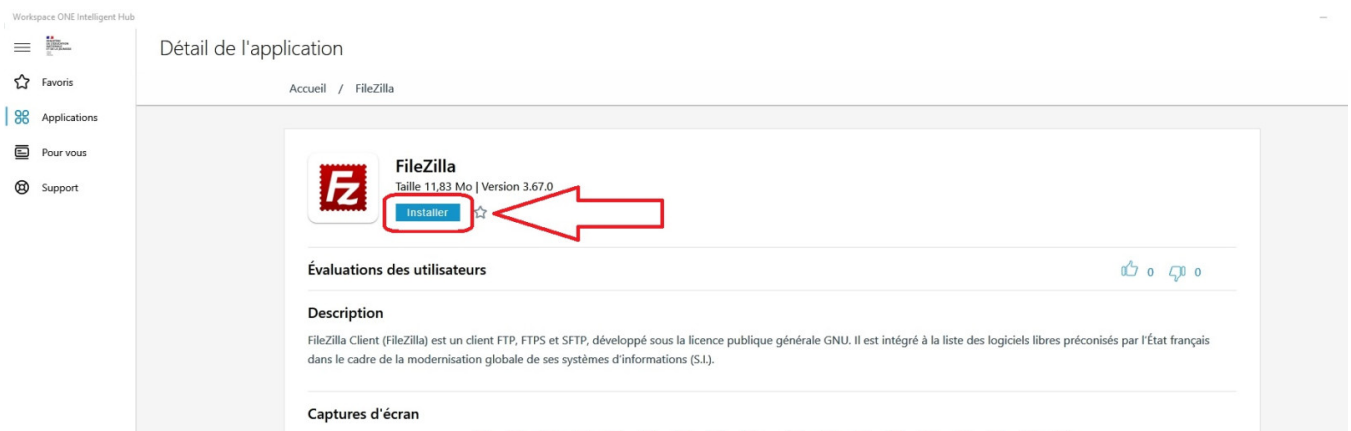 Workspace ONE Intelligent Hub
Détail de l'application
Favoris
Applications
Pour vous
Support
Accueil / FileZilla
Fz
FileZilla
Taille 11,83 Mo | Version 3.67.0
Installer
Évaluations des utilisateurs
0 0
Description
FileZilla Client (FileZilla) est un client FTP, FTPS et SFTP, développé sous la licence publique générale GNU. Il est intégré à la liste des logiciels libres préconisés par l'État français
dans le cadre de la modernisation globale de ses systèmes d'informations (S.I.).
Captures d'écran